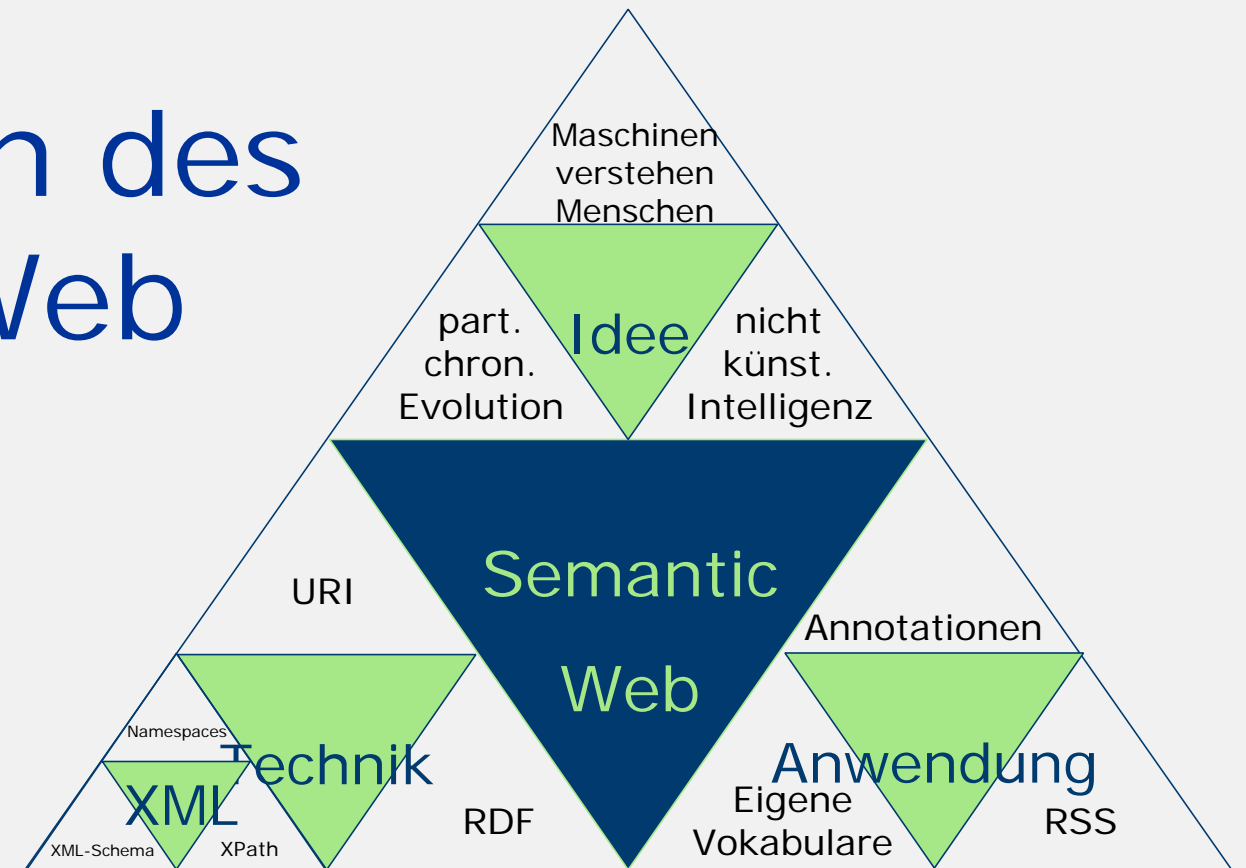 n des
Web
Maschinen
verstehen
Menschen
part.
chron.
Evolution
Idee
nicht
künst.
Intelligenz
Semantic
Web
URI
Annotationen
Namespaces
Technik
XML
XML-Schema
XPath
RDF
Anwendung
Eigene
Vokabulare
RSS